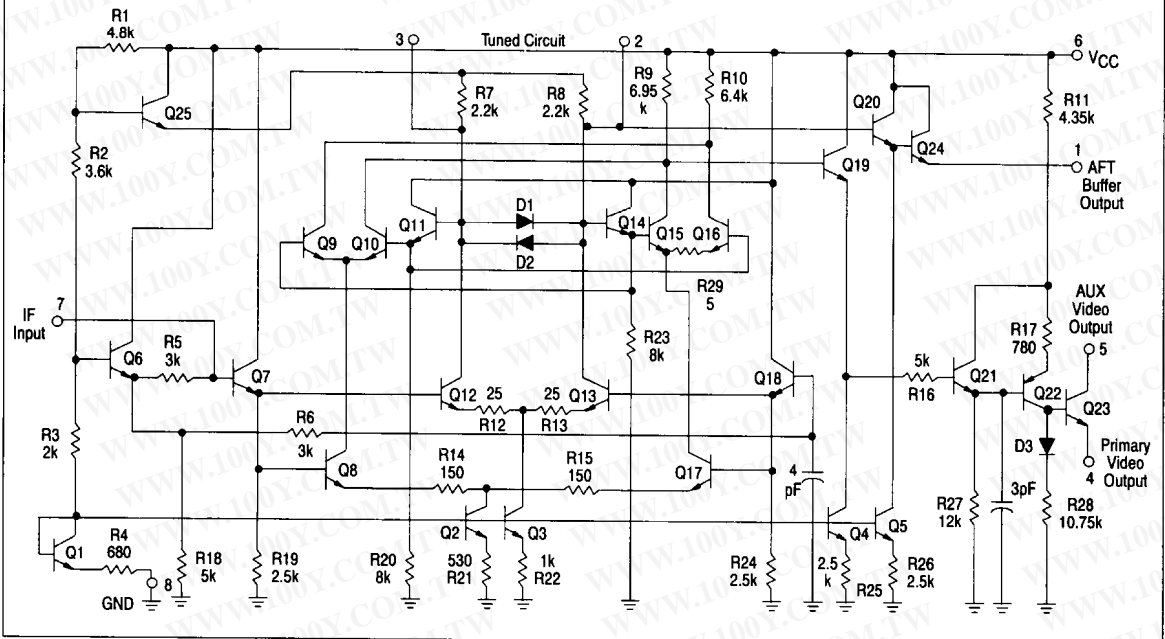 R1
4.8k
3
Tuned Circuit
2
6
VCC
Q25
R7
2.2k
R8
2.2k
R9
6.95
k
R10
6.4k
Q20
R11
4.35k
R2
3.6k
Q24
1
AFT
Buffer
Output
Q19
Q9
Q10
Q11
D1
D2
Q14
Q15
Q16
R29
5
IF
Input
7
AUX
Video
Output
5
Q6
R5
3k
Q7
R23
8k
R17
780
Q12
25
R12
25
R13
Q13
Q18
5k
R16
Q21
Q22
Q23
R3
2k
R6
3k
Q8
R14
150
R15
150
Q17
4
pF
D3
Primary
Video
Output
4
Q1
R4
680
8
GND
R18
5k
R19
2.5k
R20
8k
Q2
530
R21
Q3
1k
R22
R24
2.5k
Q4
2.5
k
R25
Q5
R26
2.5k
R27
12k
3pF
R28
10.75k
WWW.100Y.COM.TW